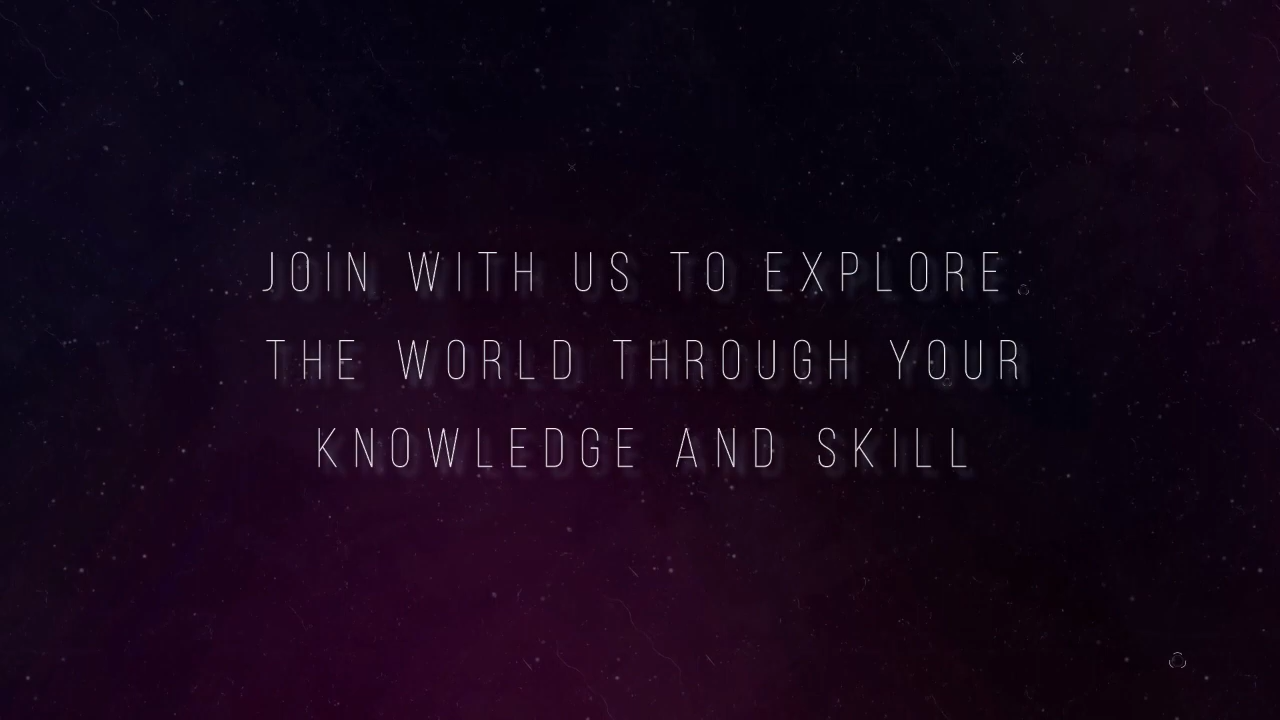 JOIN WITH US TO EXPLORE
THE WORLD THROUGH YOUR
KNOWLEDGE AND SKILL